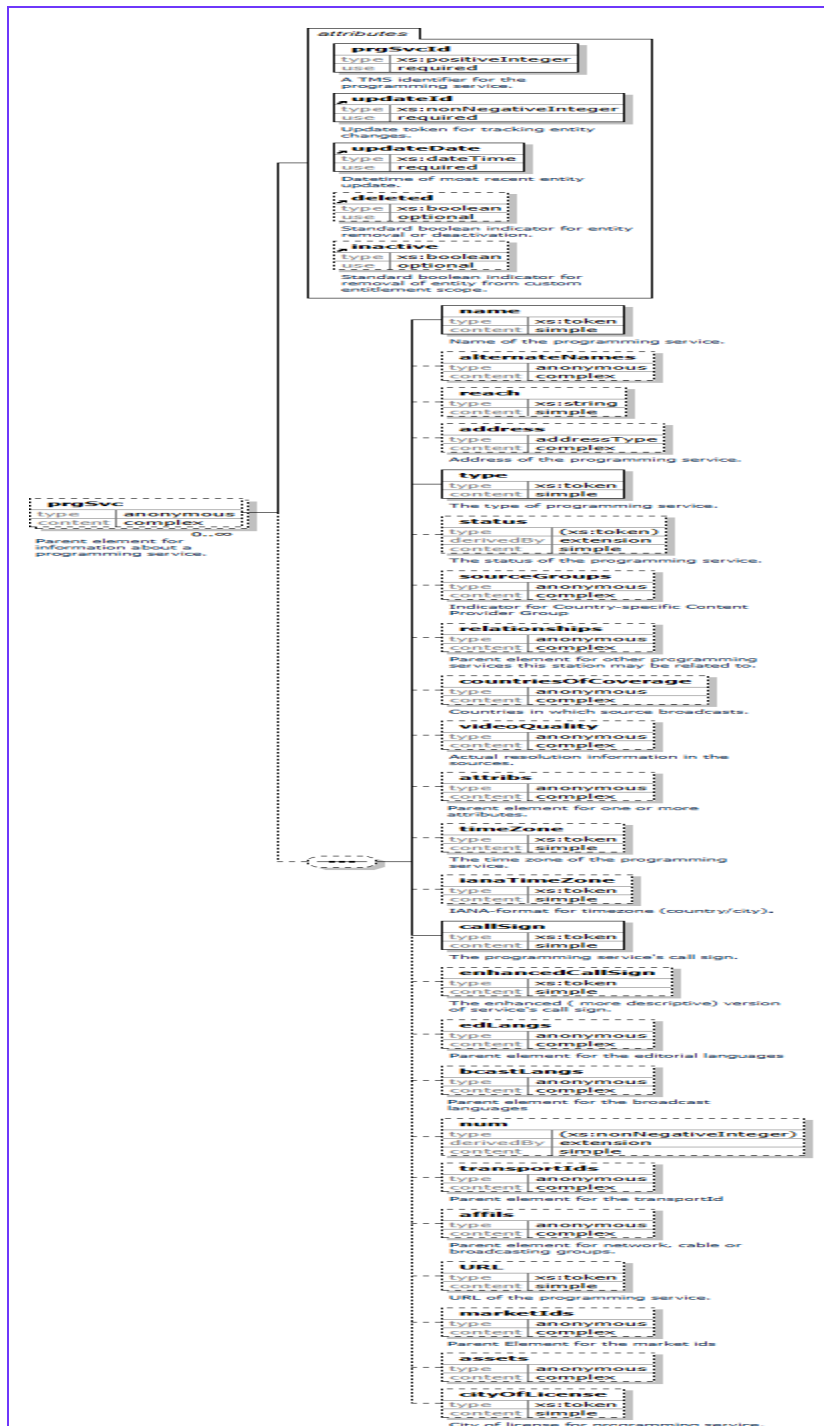 attributes
prgSvcId
type xs:positiveInteger
use required
A TMS identifier for the
programming service.
updateId
type xs:nonNegativeInteger
use required
Update token for tracking entity
changes.
updateDate
type xs:dateTime
use required
Datetime of most recent entity
update.
deleted
type xs:boolean
use optional
Standard boolean indicator for entity
removal or deactivation.
inactive
type xs:boolean
use optional
Standard boolean indicator for
removal of entity from custom
entitlement scope.
prgSvc
type anonymous
content complex
0..∞
Parent element for
information about a
programming service.
name
type xs:token
content simple
Name of the programming service.
alternateNames
type anonymous
content complex
reach
type xs:string
content simple
address
type addressType
content complex
Address of the programming service.
type
type xs:token
content simple
The type of programming service.
status
type (xs:token)
derivedBy extension
content simple
The status of the programming service.
sourceGroups
type anonymous
content complex
Indicator for Country-specific Content
Provider Group
relationships
type anonymous
content complex
Parent element for other programming
services this station may be related to.
countriesOfCoverage
type anonymous
content complex
Countries in which source broadcasts.
videoQuality
type anonymous
content complex
Actual resolution information in the
sources.
attribs
type anonymous
content complex
Parent element for one or more
attributes.
timeZone
type xs:token
content simple
The time zone of the programming
service.
ianaTimeZone
type xs:token
content simple
IANA-format for timezone (country/city).
callSign
type xs:token
content simple
The programming service's call sign.
enhancedCallSign
type xs:token
content simple
The enhanced ( more descriptive) version
of service's call sign.
edLangs
type anonymous
content complex
Parent element for the editorial languages
bcastLangs
type anonymous
content complex
Parent element for the broadcast
languages
num
type (xs:nonNegativeInteger)
derivedBy extension
content simple
transportIds
type anonymous
content complex
Parent element for the transportId
affils
type anonymous
content complex
Parent element for network, cable or
broadcasting groups.
URL
type xs:token
content simple
URL of the programming service.
marketIds
type anonymous
content complex
Parent Element for the market ids
assets
type anonymous
content complex
cityOfLicense
type xs:token
content simple
City of license for programming service.